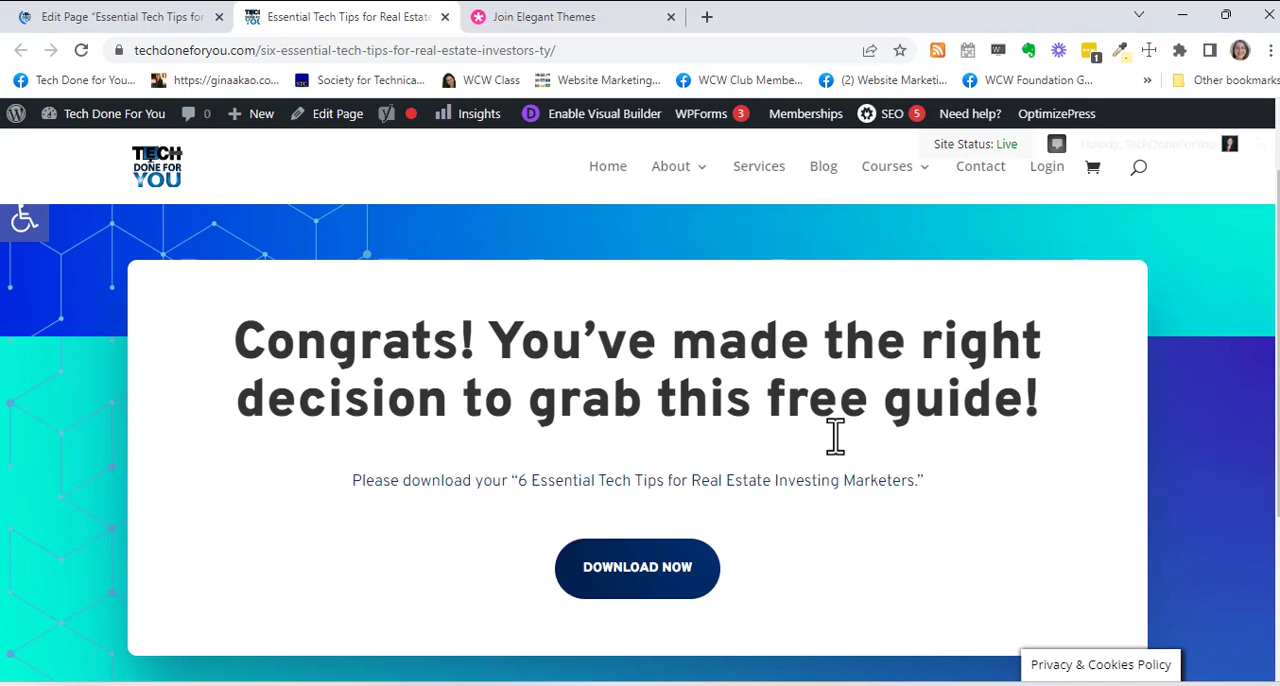 Edit Page “Essential Tech Tips for
Essential Tech Tips for Real Estate
Join Elegant Themes
techdoneforyou.com/six-essential-tech-tips-for-real-estate-investors-ty/
1
Tech Done for You...
https://ginaakao.co...
Society for Technica...
WCW Class
Website Marketing...
WCW Club Membe...
(2) Website Marketi...
WCW Foundation G...
»
Other bookmarks
Tech Done For You
0
New
Edit Page
Insights
Enable Visual Builder
WPForms 3
Memberships
SEO 5
Need help?
OptimizePress
Site Status: Live
Howdy, TechDoneForYou
TECH
DONE FOR
YOU
Home
About
Services
Blog
Courses
Contact
Login
Congrats! You’ve made the right
decision to grab this free guide!
Please download your “6 Essential Tech Tips for Real Estate Investing Marketers.”
DOWNLOAD NOW
Privacy & Cookies Policy